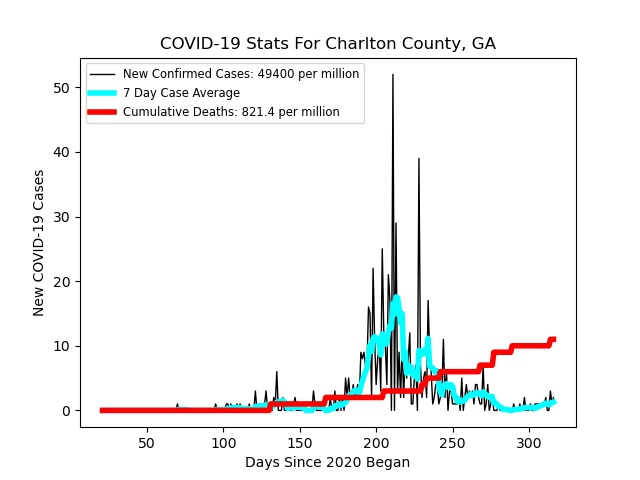 COVID-19 Stats For Charlton County, GA
New Confirmed Cases: 49400 per million
7 Day Case Average
Cumulative Deaths: 821.4 per million
New COVID-19 Cases
50
40
30
20
10
0
50 100 150 200 250 300
Days Since 2020 Began